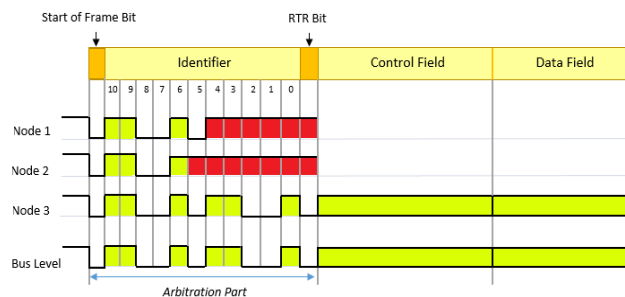 Start of Frame Bit RTR Bit
Identifier Control Field Data Field
10 9 8 7 6 5 4 3 2 1 0
Node 1
Node 2
Node 3
Bus Level
Arbitration Part